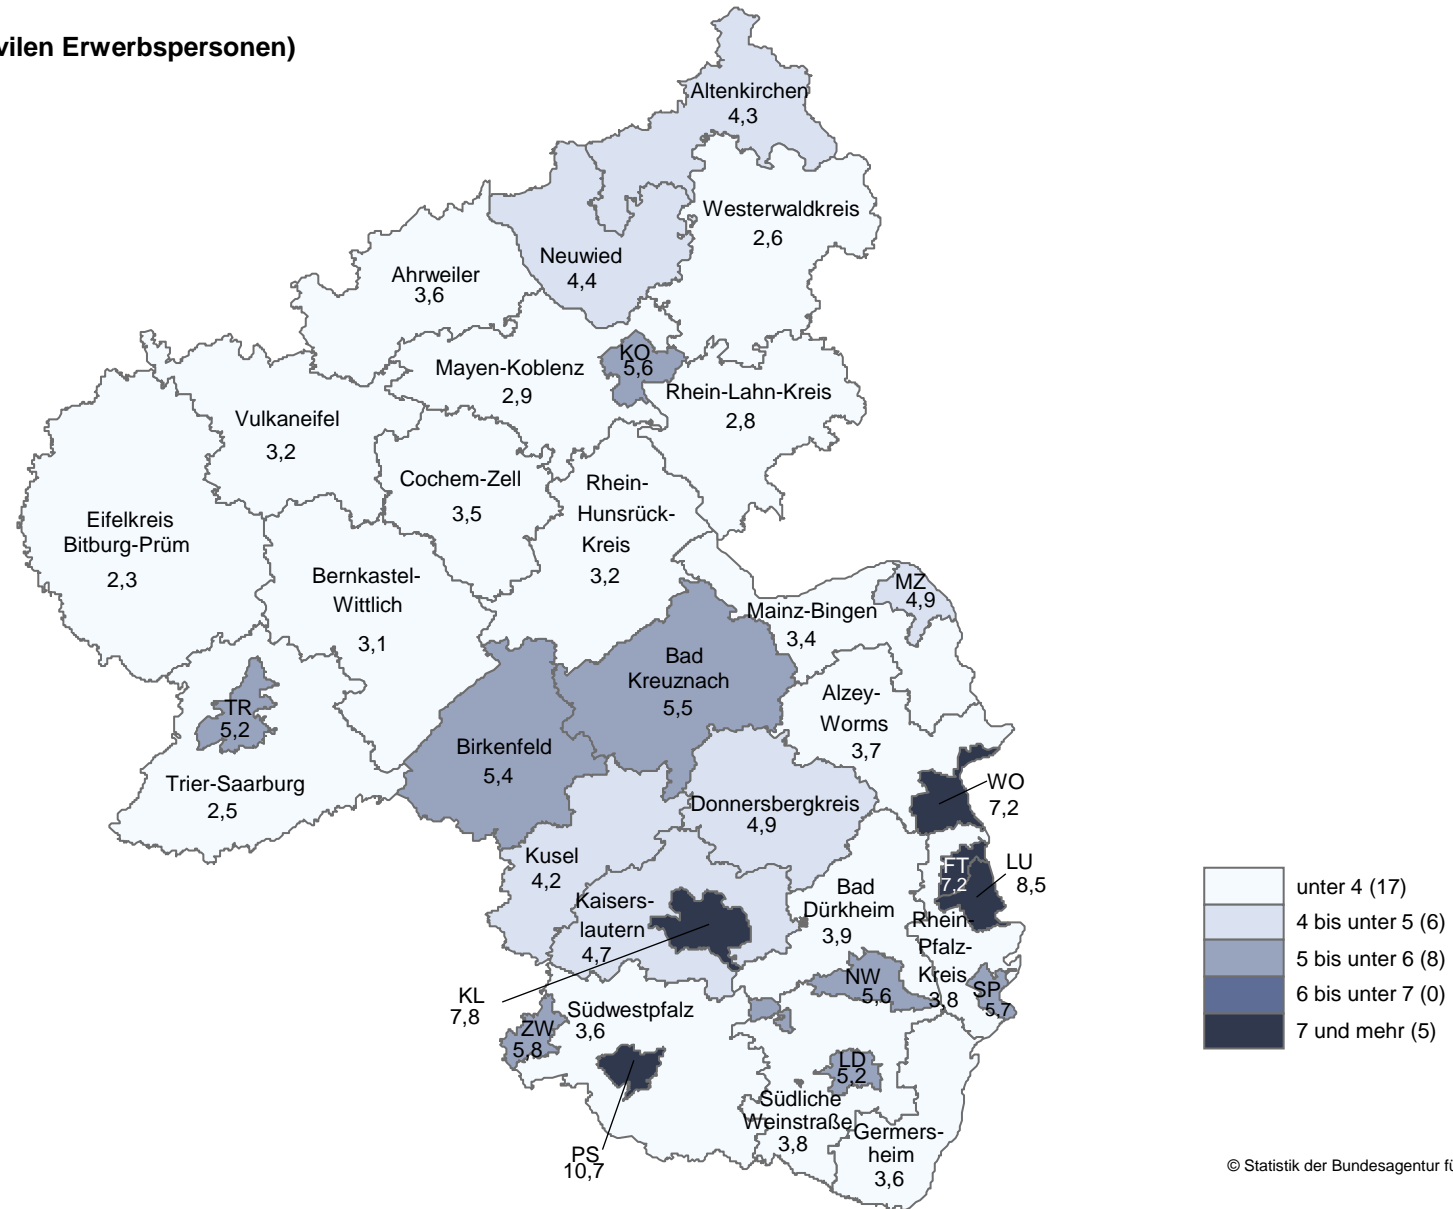 vilen Erwerbspersonen)
Altenkirchen
4,3
Westerwaldkreis
2,6
Neuwied
4,4
Ahrweiler
3,6
KO
5,6
Mayen-Koblenz
2,9
Rhein-Lahn-Kreis
2,8
Vulkaneifel
3,2
Cochem-Zell
3,5
Rhein-
Hunsrück-
Kreis
3,2
Eifelkreis
Bitburg-Prüm
2,3
Bernkastel-
Wittlich
3,1
MZ
4,9
Mainz-Bingen
3,4
Bad
Kreuznach
5,5
Alzey-
Worms
3,7
TR
5,2
Trier-Saarburg
2,5
Birkenfeld
5,4
WO
7,2
Donnersbergkreis
4,9
Kusel
4,2
FT
7,2
LU
8,5
Kaisers-
lautern
4,7
Bad
Dürkheim
3,9
Rhein-
Pfalz-
Kreis
3,8
NW
5,6
SP
5,7
KL
7,8
Südwestpfalz
3,6
ZW
5,8
LD
5,2
Südliche
Weinstraße
3,8
Germers-
heim
3,6
PS
10,7
unter 4 (17)
4 bis unter 5 (6)
5 bis unter 6 (8)
6 bis unter 7 (0)
7 und mehr (5)
© Statistik der Bundesagentur fü